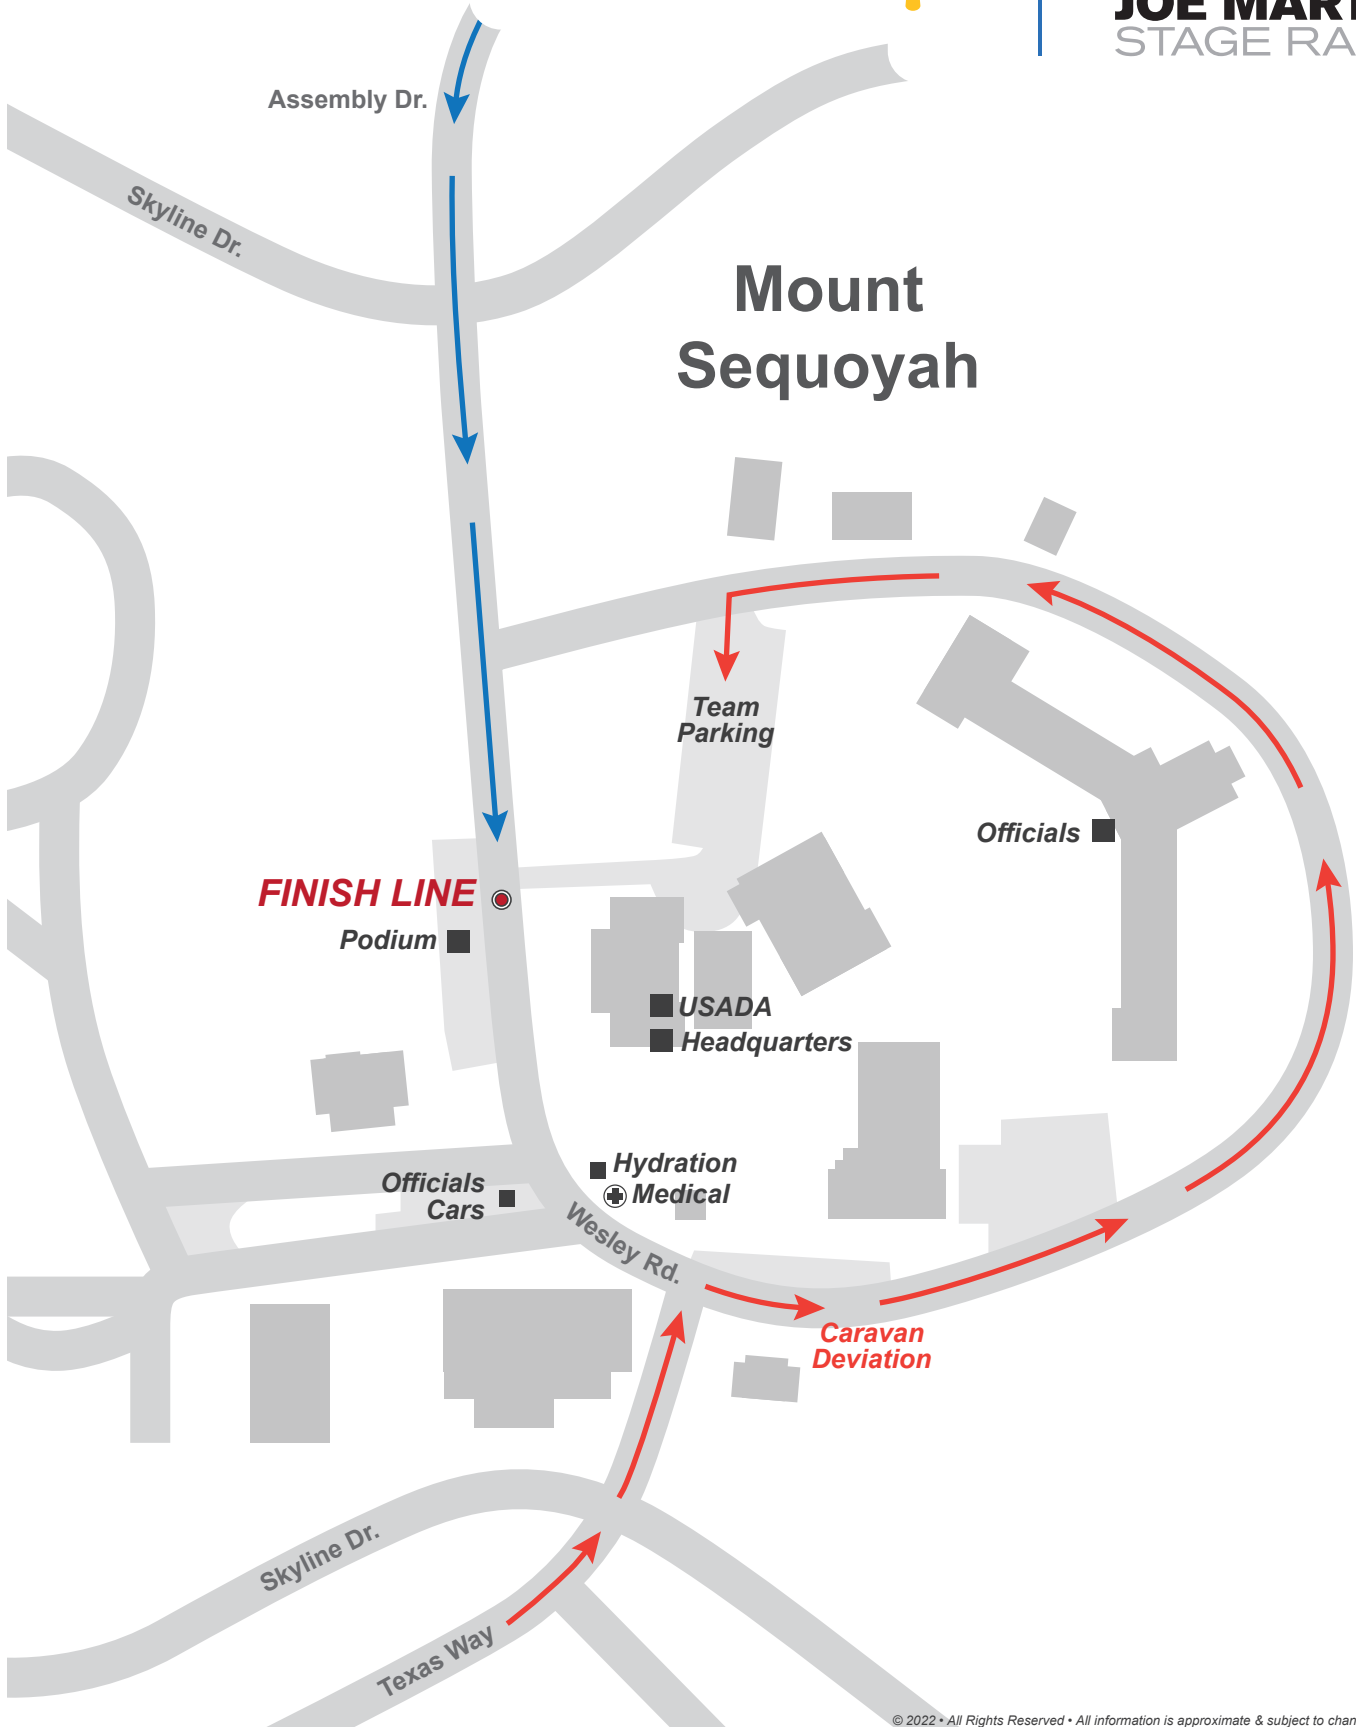 JOE MART
STAGE RA
Assembly Dr.
Skyline Dr.
Mount
Sequoyah
Team
Parking
Officials
FINISH LINE
Podium
USADA
Headquarters
Hydration
Medical
Officials
Cars
Wesley Rd.
Caravan
Deviation
Skyline Dr.
Texas Way
© 2022 • All Rights Reserved • All information is approximate & subject to chan